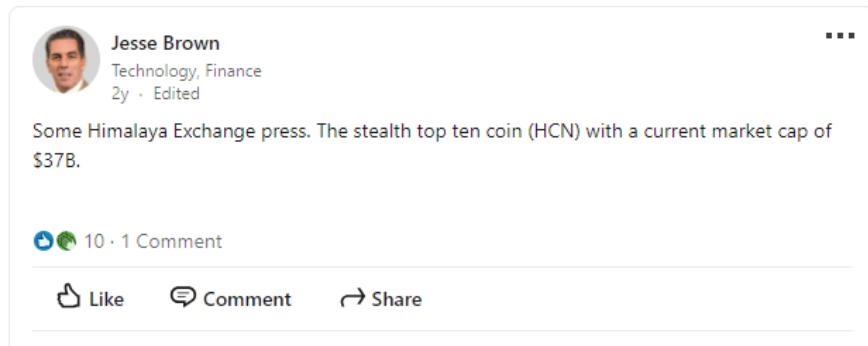 Jesse Brown
Technology, Finance
2y · Edited
Some Himalaya Exchange press. The stealth top ten coin (HCN) with a current market cap of
$37B.
10 · 1 Comment
Like Comment Share